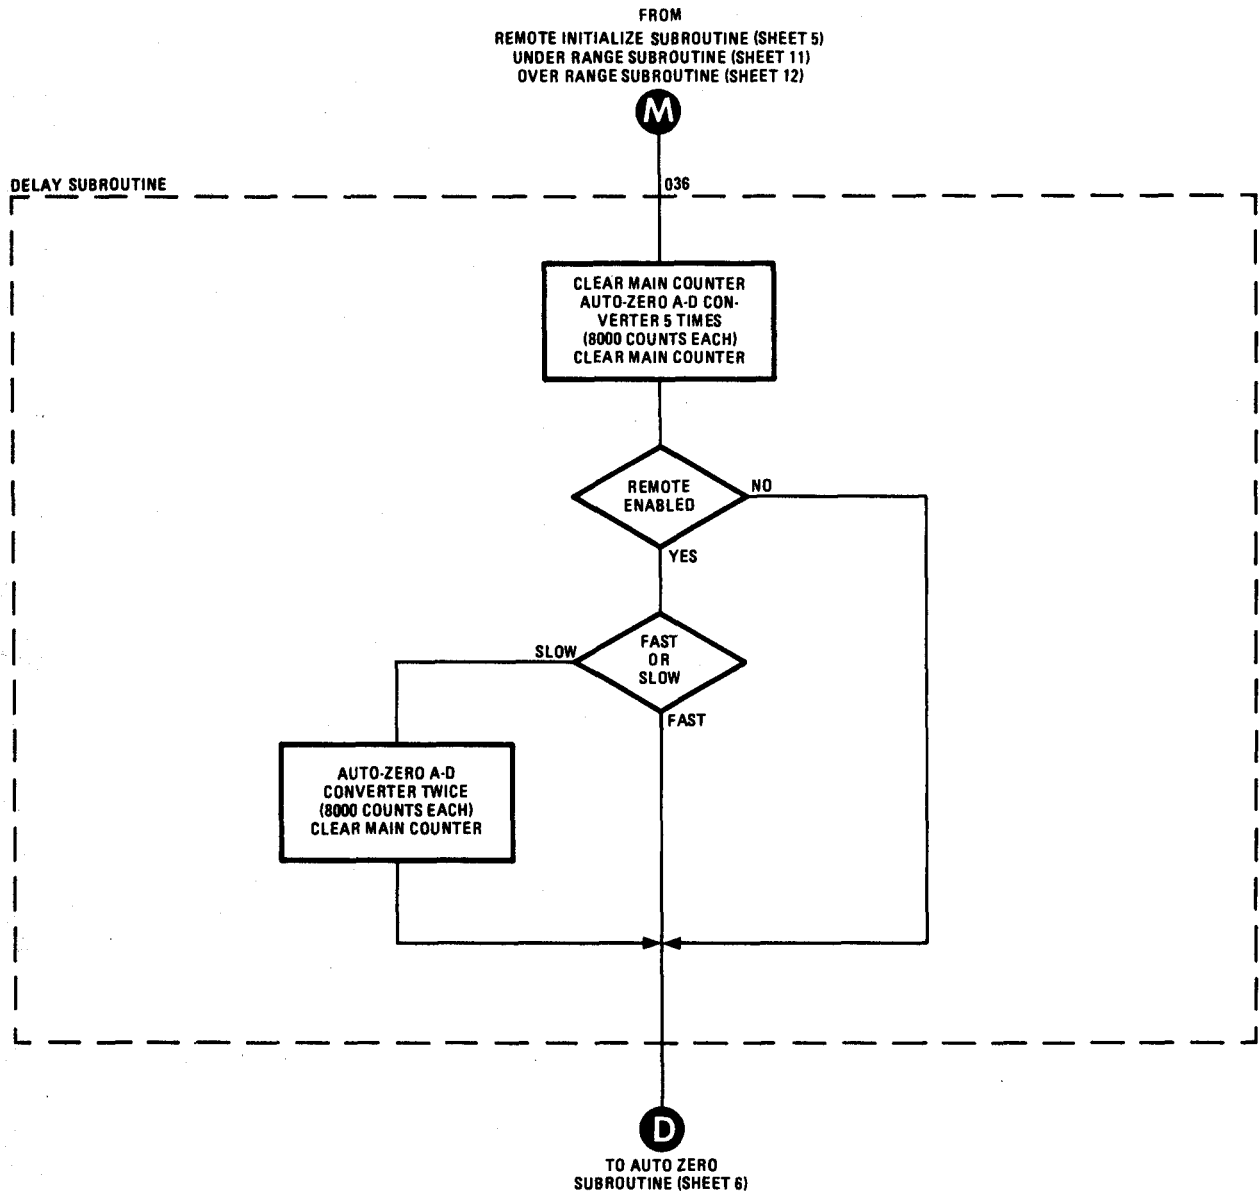 FROM
REMOTE INITIALIZE SUBROUTINE (SHEET 5)
UNDER RANGE SUBROUTINE (SHEET 11)
OVER RANGE SUBROUTINE (SHEET 12)
M
DELAY SUBROUTINE
036
CLEAR MAIN COUNTER
AUTO-ZERO A-D CON-
VERTER 5 TIMES
(8000 COUNTS EACH)
CLEAR MAIN COUNTER
REMOTE
ENABLED
NO
YES
FAST
OR
SLOW
SLOW
FAST
AUTO-ZERO A-D
CONVERTER TWICE
(8000 COUNTS EACH)
CLEAR MAIN COUNTER
D
TO AUTO ZERO
SUBROUTINE (SHEET 6)